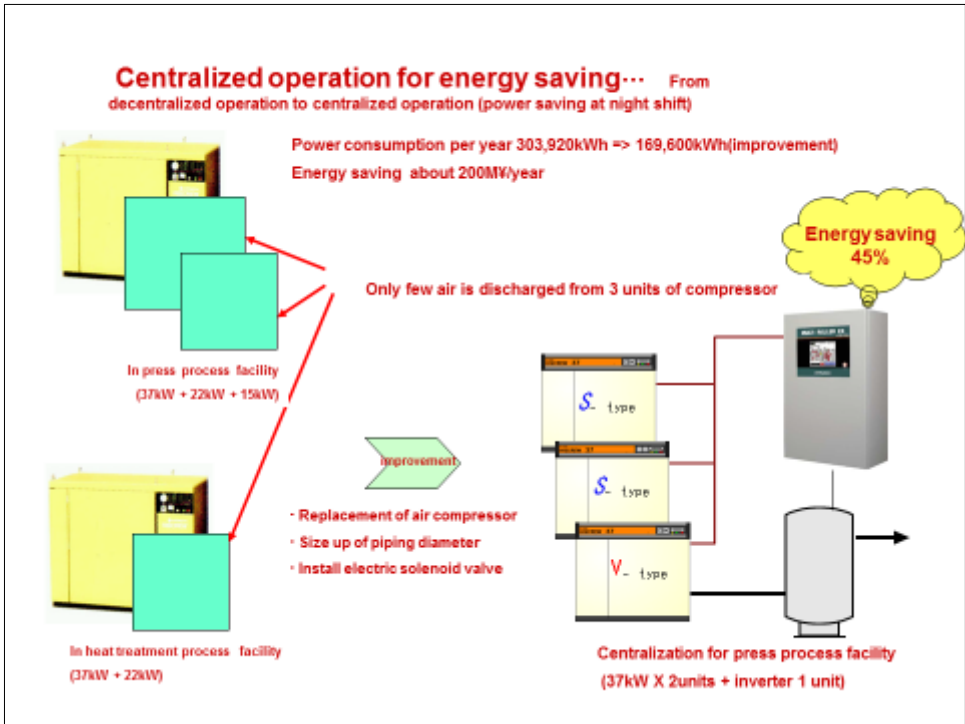 Centralized operation for energy saving… From
decentralized operation to centralized operation (power saving at night shift)
Power consumption per year 303,920kWh => 169,600kWh(improvement)
Energy saving about 200M¥/year
Energy saving
45%
Only few air is discharged from 3 units of compressor
In press process facility
(37kW + 22kW + 15kW)
S- type
S- type
V- type
improvement
· Replacement of air compressor
· Size up of piping diameter
· Install electric solenoid valve
In heat treatment process facility
(37kW + 22kW)
Centralization for press process facility
(37kW X 2units + inverter 1 unit)